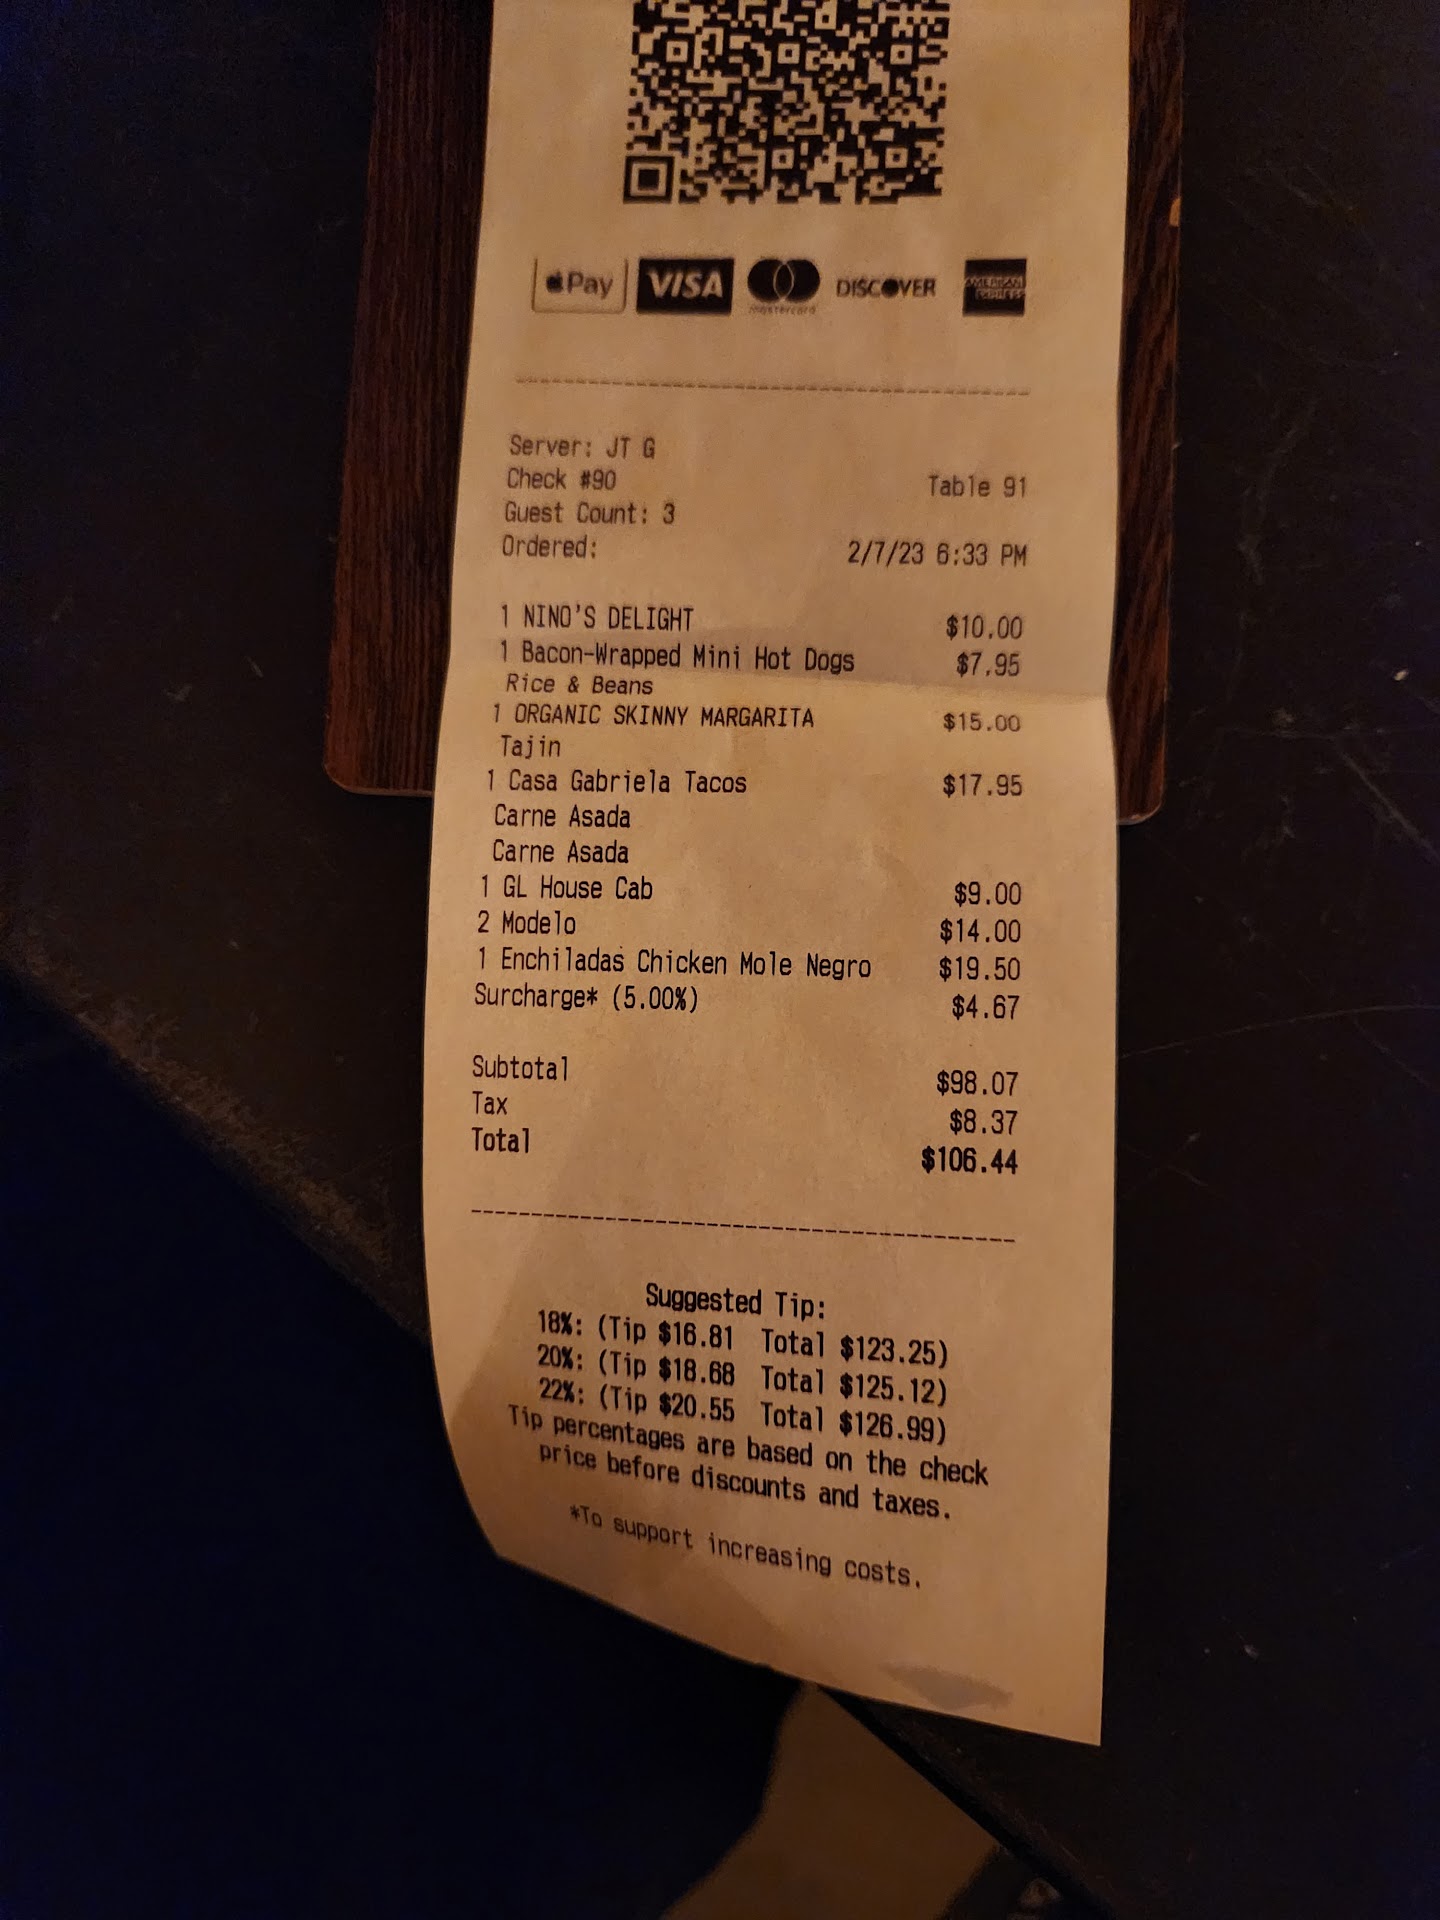 Pay VISA mastercard DISCOVER AMERICAN EXPRESS
Server: JT G
Check #90 Table 91
Guest Count: 3
Ordered: 2/7/23 6:33 PM
1 NINO'S DELIGHT $10.00
1 Bacon-Wrapped Mini Hot Dogs $7.95
Rice & Beans
1 ORGANIC SKINNY MARGARITA $15.00
Tajin
1 Casa Gabriela Tacos $17.95
Carne Asada
Carne Asada
1 GL House Cab $9.00
2 Modelo $14.00
1 Enchiladas Chicken Mole Negro $19.50
Surcharge* (5.00%) $4.67
Subtotal $98.07
Tax $8.37
Total $106.44
Suggested Tip:
18%: (Tip $16.81 Total $123.25)
20%: (Tip $18.68 Total $125.12)
22%: (Tip $20.55 Total $126.99)
Tip percentages are based on the check
price before discounts and taxes.
*To support increasing costs.